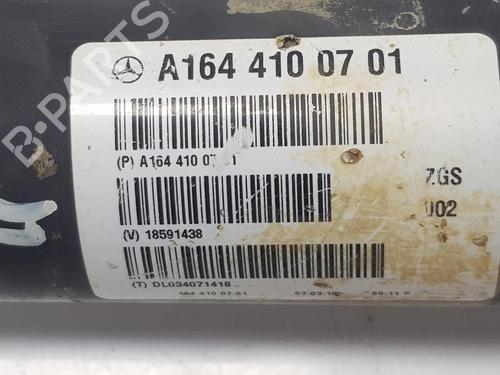 A164 410 07 01
(P) A164 410 07 01
ZGS
002
(V) 18591438
(T) DL034071418
164 410 07 01
B-PARTS